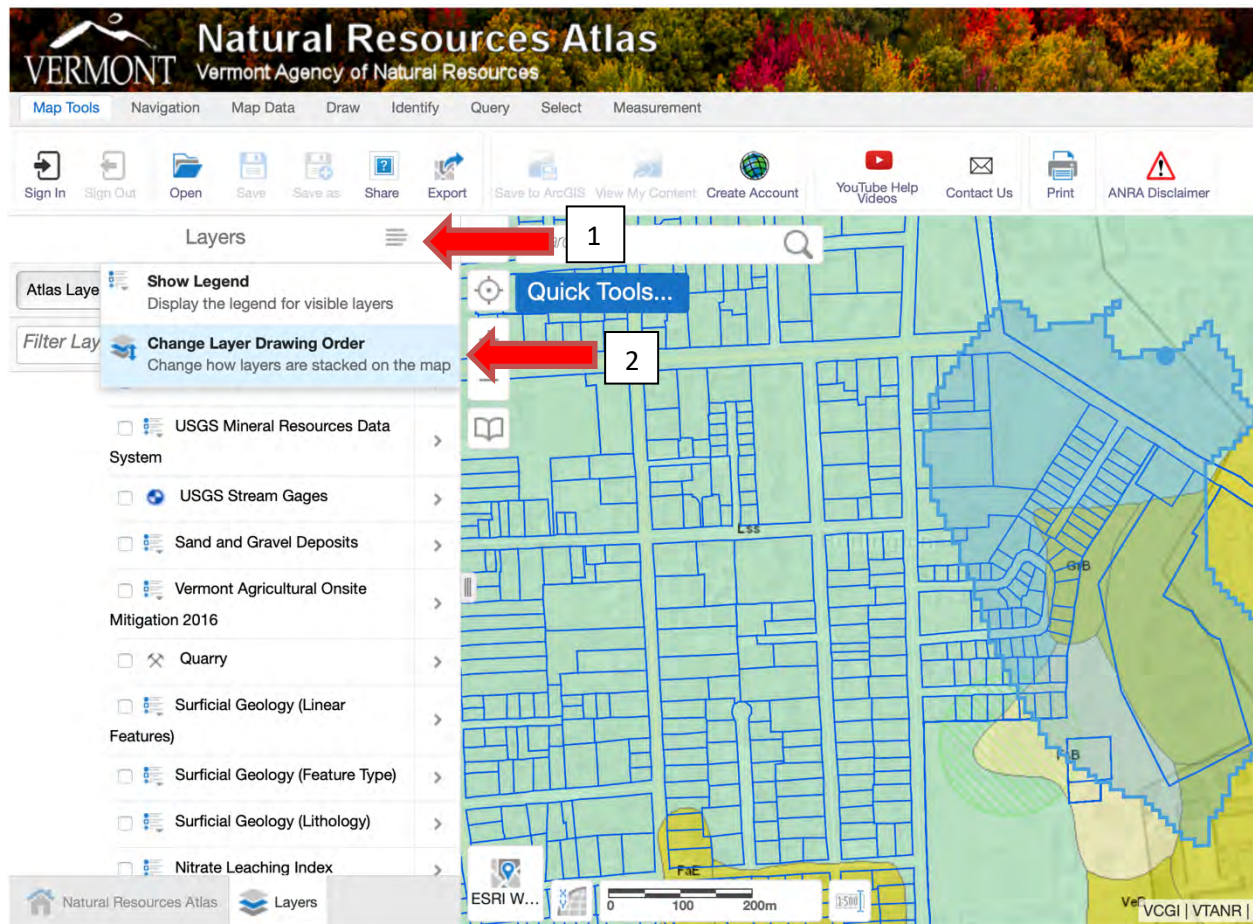 Natural Resources Atlas
VERMONT
Vermont Agency of Natural Resources
Map Tools Navigation Map Data Draw Identify Query Select Measurement
Sign In Sign Out Open Save Save as Share Export Save to ArcGIS View My Content Create Account YouTube Help Videos Contact Us Print ANRA Disclaimer
Layers
1
Atlas Laye
Show Legend
Display the legend for visible layers
Quick Tools...
Filter Lay
Change Layer Drawing Order
Change how layers are stacked on the map
2
USGS Mineral Resources Data
System
USGS Stream Gages
Sand and Gravel Deposits
Vermont Agricultural Onsite
Mitigation 2016
Quarry
Surficial Geology (Linear
Features)
Surficial Geology (Feature Type)
Surficial Geology (Lithology)
Nitrate Leaching Index
Lss
GrB
FaE
ESRI W...
0 100 200m
VCGI | VTANR |
Natural Resources Atlas
Layers